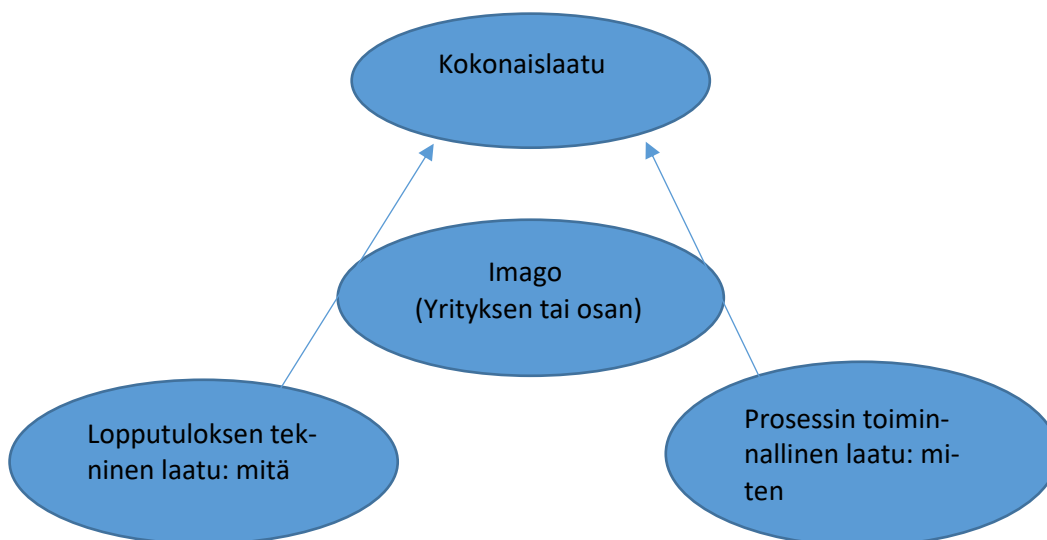 Kokonaislaatu
Imago
(Yrityksen tai osan)
Lopputuloksen tek-
ninen laatu: mitä
Prosessin toimin-
nallinen laatu: mi-
ten